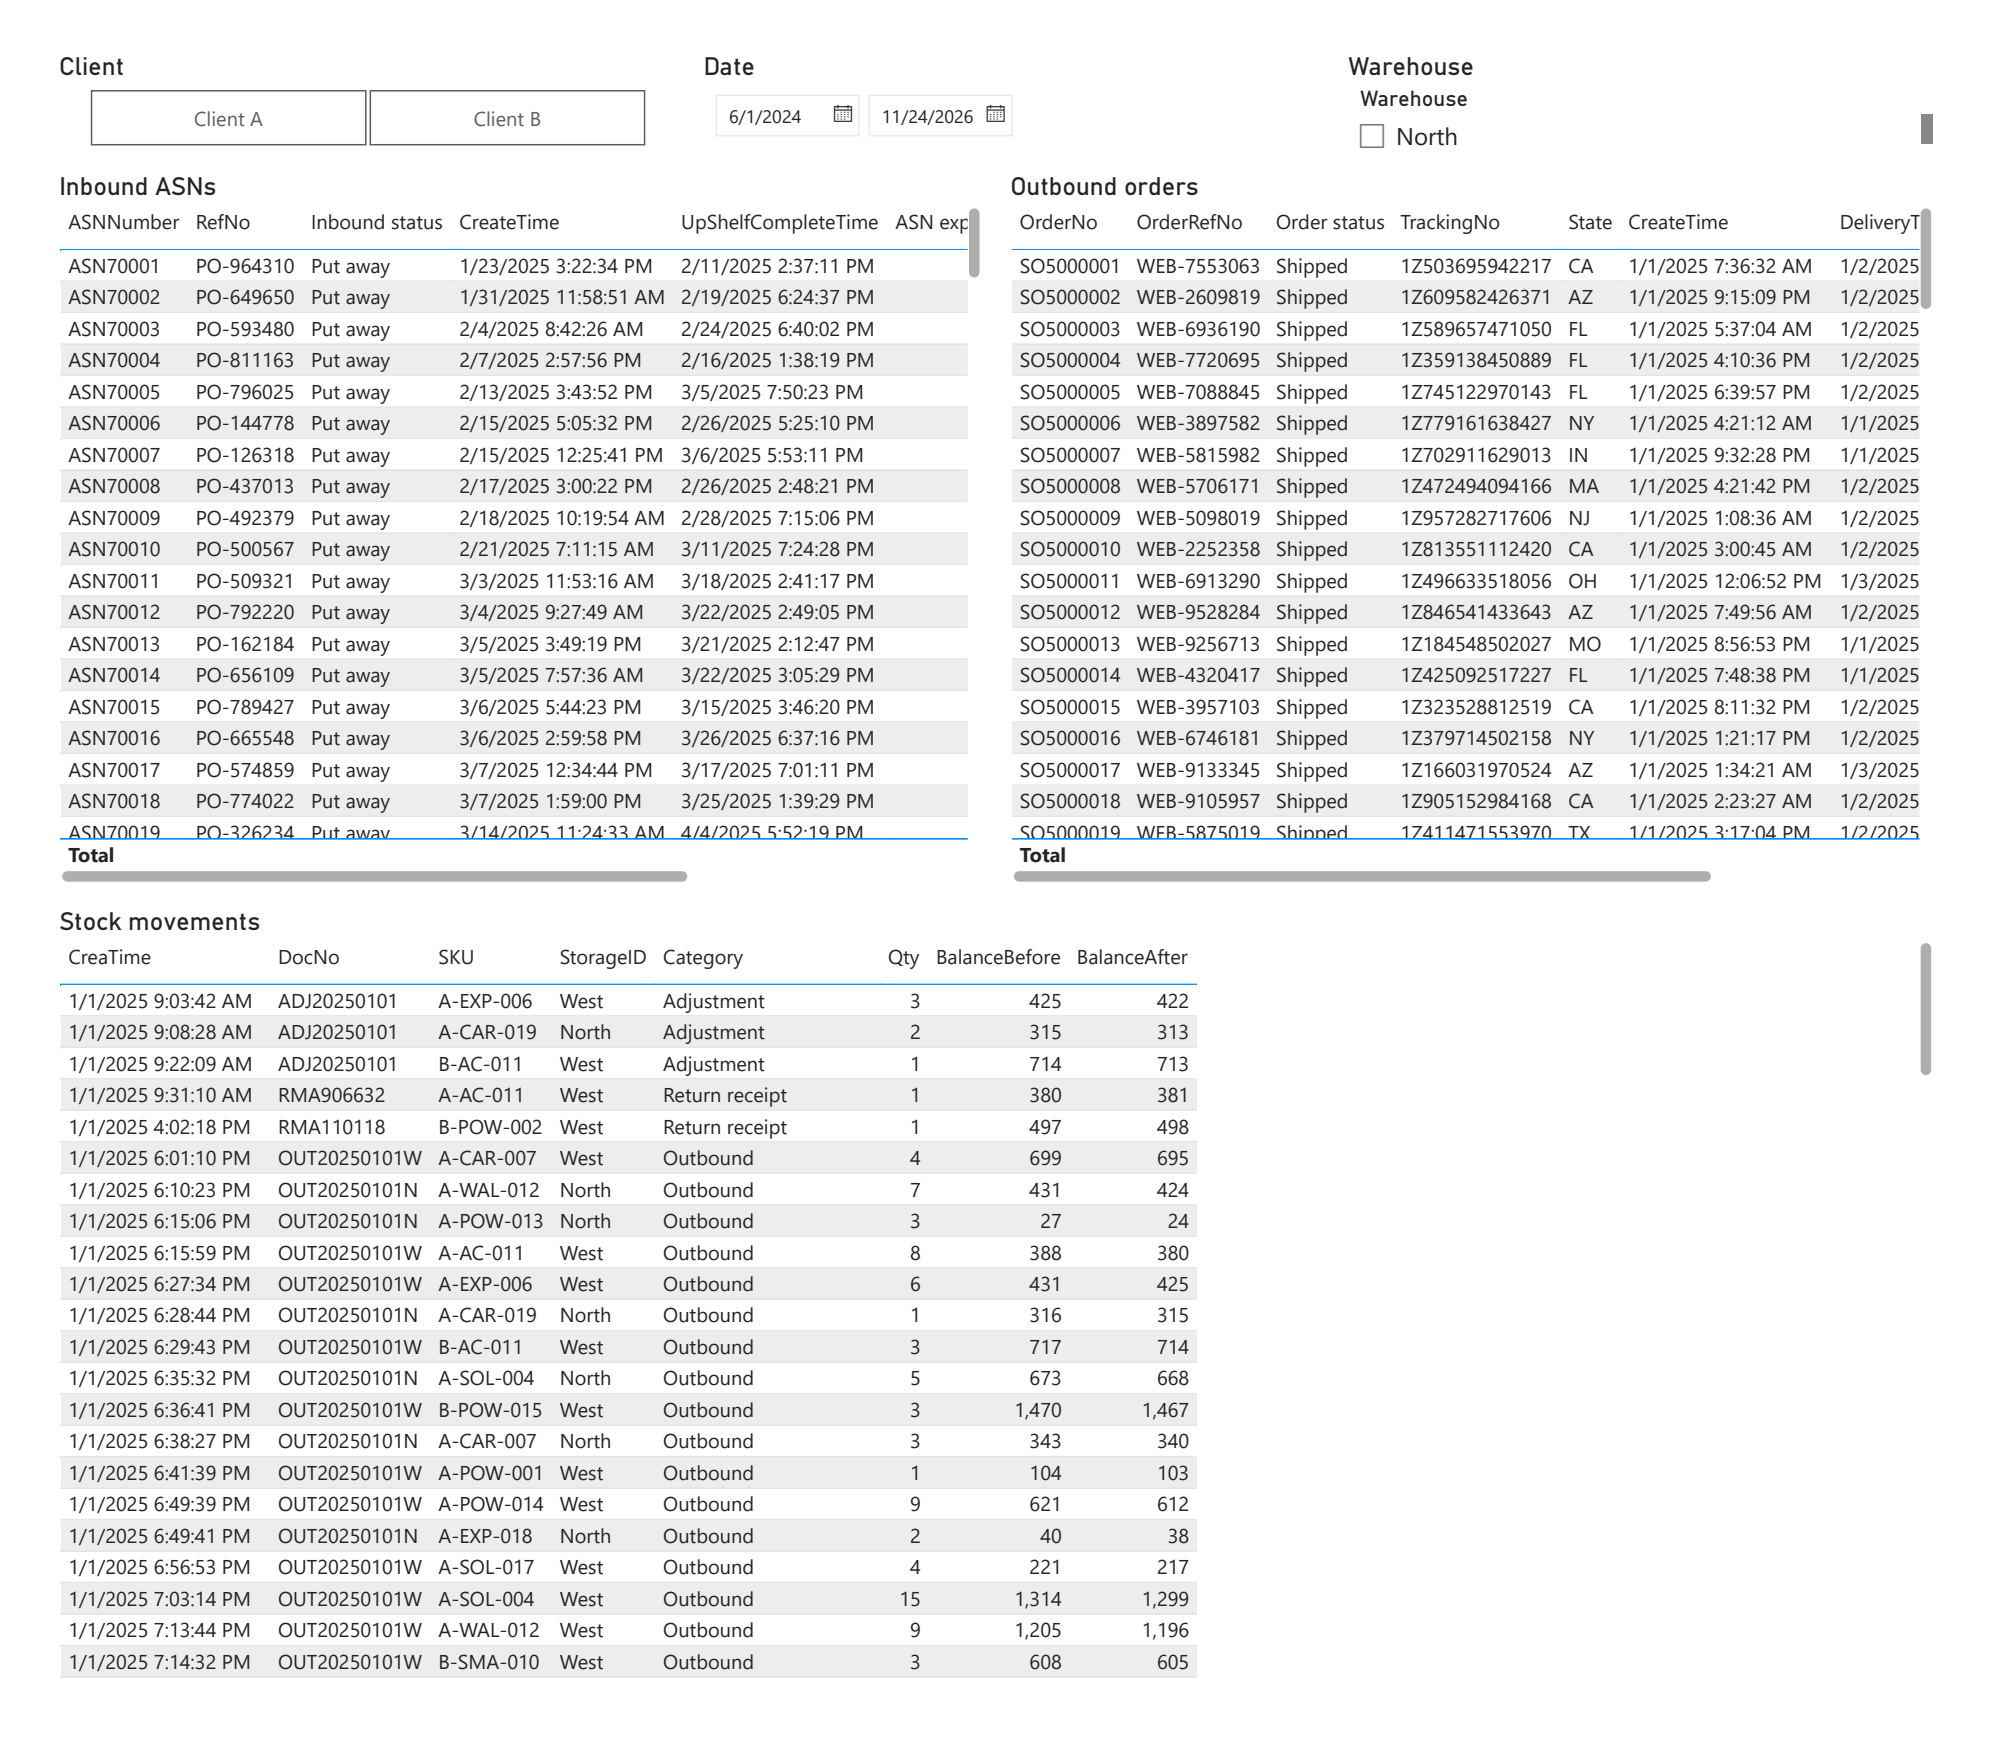 Client
Date
Warehouse
Warehouse
Client A
Client B
6/1/2024
11/24/2026
North
Inbound ASNs
ASNNumber RefNo Inbound status CreateTime UpShelfCompleteTime ASN exp
ASN70001 PO-964310 Put away 1/23/2025 3:22:34 PM 2/11/2025 2:37:11 PM
ASN70002 PO-649650 Put away 1/31/2025 11:58:51 AM 2/19/2025 6:24:37 PM
ASN70003 PO-593480 Put away 2/4/2025 8:42:26 AM 2/24/2025 6:40:02 PM
ASN70004 PO-811163 Put away 2/7/2025 2:57:56 PM 2/16/2025 1:38:19 PM
ASN70005 PO-796025 Put away 2/13/2025 3:43:52 PM 3/5/2025 7:50:23 PM
ASN70006 PO-144778 Put away 2/15/2025 5:05:32 PM 2/26/2025 5:25:10 PM
ASN70007 PO-126318 Put away 2/15/2025 12:25:41 PM 3/6/2025 5:53:11 PM
ASN70008 PO-437013 Put away 2/17/2025 3:00:22 PM 2/26/2025 2:48:21 PM
ASN70009 PO-492379 Put away 2/18/2025 10:19:54 AM 2/28/2025 7:15:06 PM
ASN70010 PO-500567 Put away 2/21/2025 7:11:15 AM 3/11/2025 7:24:28 PM
ASN70011 PO-509321 Put away 3/3/2025 11:53:16 AM 3/18/2025 2:41:17 PM
ASN70012 PO-792220 Put away 3/4/2025 9:27:49 AM 3/22/2025 2:49:05 PM
ASN70013 PO-162184 Put away 3/5/2025 3:49:19 PM 3/21/2025 2:12:47 PM
ASN70014 PO-656109 Put away 3/5/2025 7:57:36 AM 3/22/2025 3:05:29 PM
ASN70015 PO-789427 Put away 3/6/2025 5:44:23 PM 3/15/2025 3:46:20 PM
ASN70016 PO-665548 Put away 3/6/2025 2:59:58 PM 3/26/2025 6:37:16 PM
ASN70017 PO-574859 Put away 3/7/2025 12:34:44 PM 3/17/2025 7:01:11 PM
ASN70018 PO-774022 Put away 3/7/2025 1:59:00 PM 3/25/2025 1:39:29 PM
ASN70019 PO-326234 Put away 3/14/2025 11:24:33 AM 4/4/2025 5:52:19 PM
Total
Outbound orders
OrderNo OrderRefNo Order status TrackingNo State CreateTime DeliveryT
SO5000001 WEB-7553063 Shipped 1Z503695942217 CA 1/1/2025 7:36:32 AM 1/2/2025
SO5000002 WEB-2609819 Shipped 1Z609582426371 AZ 1/1/2025 9:15:09 PM 1/2/2025
SO5000003 WEB-6936190 Shipped 1Z589657471050 FL 1/1/2025 5:37:04 AM 1/2/2025
SO5000004 WEB-7720695 Shipped 1Z359138450889 FL 1/1/2025 4:10:36 PM 1/2/2025
SO5000005 WEB-7088845 Shipped 1Z745122970143 FL 1/1/2025 6:39:57 PM 1/2/2025
SO5000006 WEB-3897582 Shipped 1Z779161638427 NY 1/1/2025 4:21:12 AM 1/1/2025
SO5000007 WEB-5815982 Shipped 1Z702911629013 IN 1/1/2025 9:32:28 PM 1/1/2025
SO5000008 WEB-5706171 Shipped 1Z472494094166 MA 1/1/2025 4:21:42 PM 1/2/2025
SO5000009 WEB-5098019 Shipped 1Z957282717606 NJ 1/1/2025 1:08:36 AM 1/2/2025
SO5000010 WEB-2252358 Shipped 1Z813551112420 CA 1/1/2025 3:00:45 AM 1/2/2025
SO5000011 WEB-6913290 Shipped 1Z496633518056 OH 1/1/2025 12:06:52 PM 1/3/2025
SO5000012 WEB-9528284 Shipped 1Z846541433643 AZ 1/1/2025 7:49:56 AM 1/2/2025
SO5000013 WEB-9256713 Shipped 1Z184548502027 MO 1/1/2025 8:56:53 PM 1/1/2025
SO5000014 WEB-4320417 Shipped 1Z425092517227 FL 1/1/2025 7:48:38 PM 1/1/2025
SO5000015 WEB-3957103 Shipped 1Z323528812519 CA 1/1/2025 8:11:32 PM 1/2/2025
SO5000016 WEB-6746181 Shipped 1Z379714502158 NY 1/1/2025 1:21:17 PM 1/2/2025
SO5000017 WEB-9133345 Shipped 1Z166031970524 AZ 1/1/2025 1:34:21 AM 1/3/2025
SO5000018 WEB-9105957 Shipped 1Z905152984168 CA 1/1/2025 2:23:27 AM 1/2/2025
SO5000019 WEB-5875019 Shipped 1Z411471553970 TX 1/1/2025 3:17:04 PM 1/2/2025
Total
Stock movements
CreaTime DocNo SKU StorageID Category Qty BalanceBefore BalanceAfter
1/1/2025 9:03:42 AM ADJ20250101 A-EXP-006 West Adjustment 3 425 422
1/1/2025 9:08:28 AM ADJ20250101 A-CAR-019 North Adjustment 2 315 313
1/1/2025 9:22:09 AM ADJ20250101 B-AC-011 West Adjustment 1 714 713
1/1/2025 9:31:10 AM RMA906632 A-AC-011 West Return receipt 1 380 381
1/1/2025 4:02:18 PM RMA110118 B-POW-002 West Return receipt 1 497 498
1/1/2025 6:01:10 PM OUT20250101W A-CAR-007 West Outbound 4 699 695
1/1/2025 6:10:23 PM OUT20250101N A-WAL-012 North Outbound 7 431 424
1/1/2025 6:15:06 PM OUT20250101N A-POW-013 North Outbound 3 27 24
1/1/2025 6:15:59 PM OUT20250101W A-AC-011 West Outbound 8 388 380
1/1/2025 6:27:34 PM OUT20250101W A-EXP-006 West Outbound 6 431 425
1/1/2025 6:28:44 PM OUT20250101N A-CAR-019 North Outbound 1 316 315
1/1/2025 6:29:43 PM OUT20250101W B-AC-011 West Outbound 3 717 714
1/1/2025 6:35:32 PM OUT20250101N A-SOL-004 North Outbound 5 673 668
1/1/2025 6:36:41 PM OUT20250101W B-POW-015 West Outbound 3 1,470 1,467
1/1/2025 6:38:27 PM OUT20250101N A-CAR-007 North Outbound 3 343 340
1/1/2025 6:41:39 PM OUT20250101W A-POW-001 West Outbound 1 104 103
1/1/2025 6:49:39 PM OUT20250101W A-POW-014 West Outbound 9 621 612
1/1/2025 6:49:41 PM OUT20250101N A-EXP-018 North Outbound 2 40 38
1/1/2025 6:56:53 PM OUT20250101W A-SOL-017 West Outbound 4 221 217
1/1/2025 7:03:14 PM OUT20250101W A-SOL-004 West Outbound 15 1,314 1,299
1/1/2025 7:13:44 PM OUT20250101W A-WAL-012 West Outbound 9 1,205 1,196
1/1/2025 7:14:32 PM OUT20250101W B-SMA-010 West Outbound 3 608 605